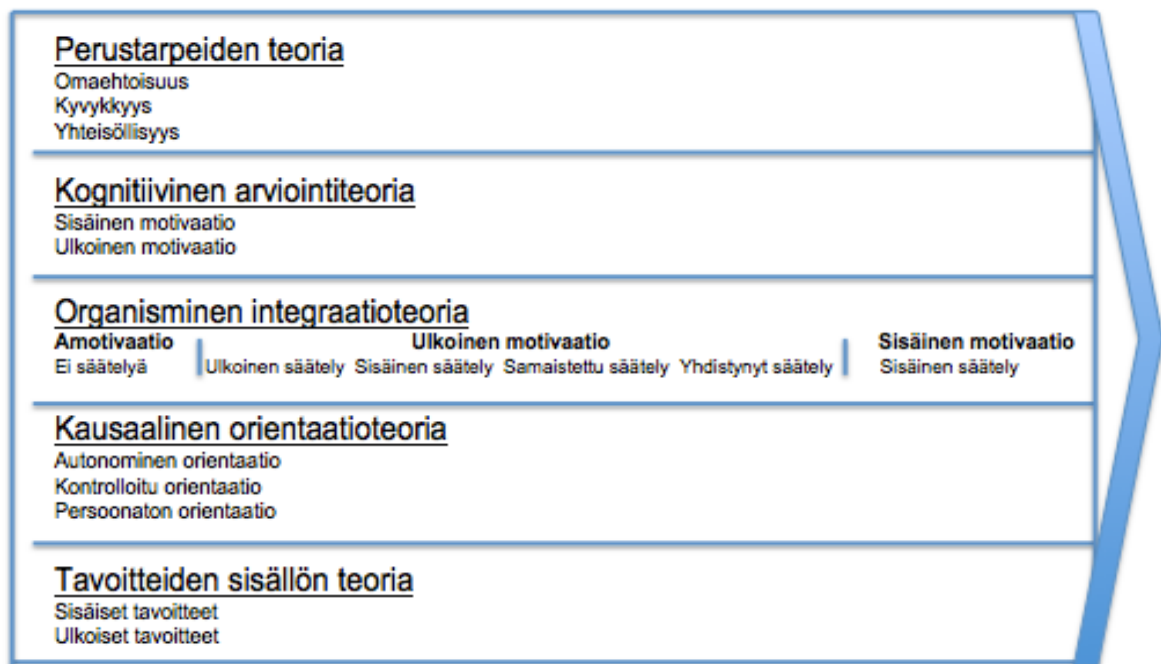 Perustarpeiden teoria
Omaehtoisuus
Kyvykkyys
Yhteisöllisyys
Kognitiivinen arviointiteoria
Sisäinen motivaatio
Ulkoinen motivaatio
Organisminen integraatioteoria
Amotivaatio Ulkoinen motivaatio Sisäinen motivaatio
Ei säätelyä Ulkoinen säätely Sisäinen säätely Samaistettu säätely Yhdistynyt säätely Sisäinen säätely
Kausaalinen orientaatioteoria
Autonominen orientaatio
Kontrolloitu orientaatio
Persoonaton orientaatio
Tavoitteiden sisällön teoria
Sisäiset tavoitteet
Ulkoiset tavoitteet